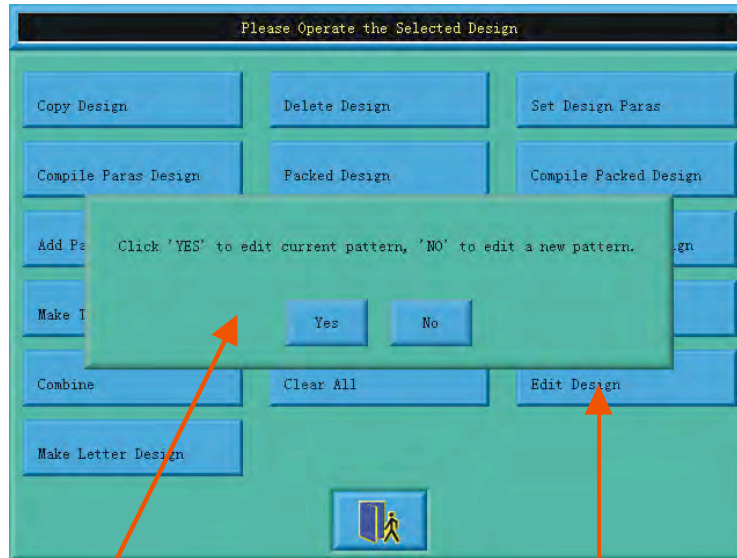 Please Operate the Selected Design
Copy Design
Delete Design
Set Design Paras
Compile Paras Design
Packed Design
Compile Packed Design
Add Pa
gn
Click 'YES' to edit current pattern, 'NO' to edit a new pattern.
Make T
Yes
No
Combine
Clear All
Edit Design
Make Letter Design